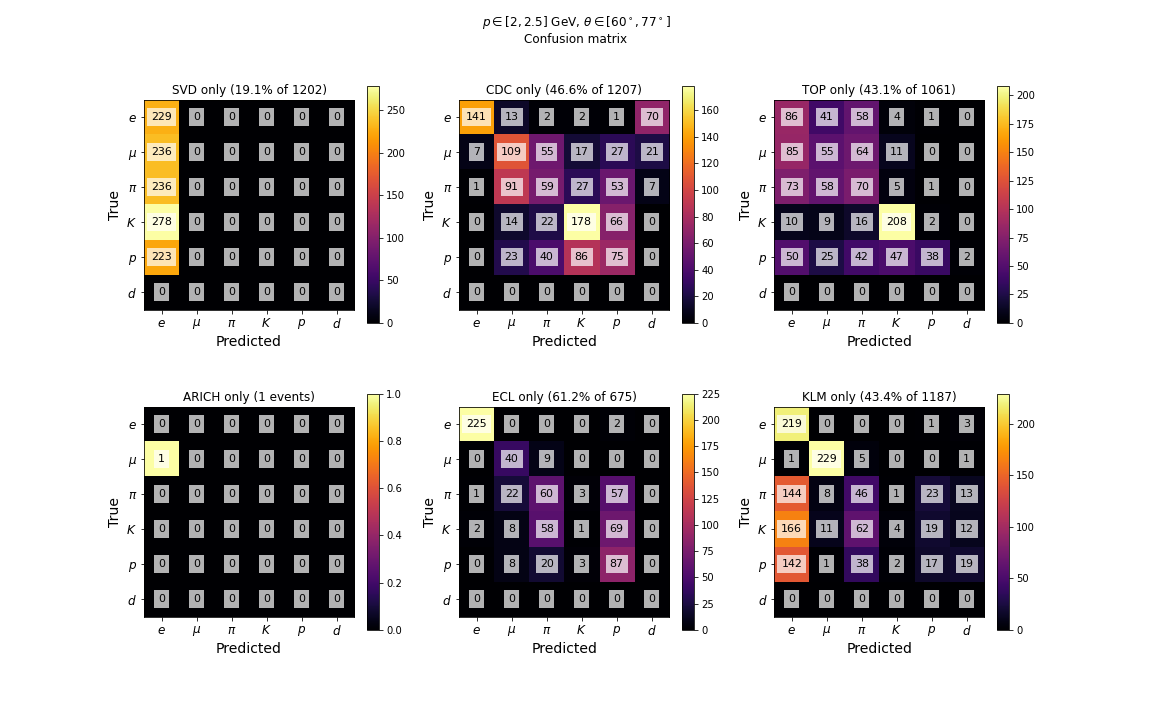 p ∈ [2, 2.5] GeV, θ ∈ [60°, 77°]
Confusion matrix
SVD only (19.1% of 1202)
True
e 229 0 0 0 0 0
μ 236 0 0 0 0 0
π 236 0 0 0 0 0
K 278 0 0 0 0 0
p 223 0 0 0 0 0
d 0 0 0 0 0 0
e μ π K p d
Predicted
250
200
150
100
50
0
CDC only (46.6% of 1207)
True
e 141 13 2 2 1 70
μ 7 109 55 17 27 21
π 1 91 59 27 53 7
K 0 14 22 178 66 0
p 0 23 40 86 75 0
d 0 0 0 0 0 0
e μ π K p d
Predicted
160
140
120
100
80
60
40
20
0
TOP only (43.1% of 1061)
True
e 86 41 58 4 1 0
μ 85 55 64 11 0 0
π 73 58 70 5 1 0
K 10 9 16 208 2 0
p 50 25 42 47 38 2
d 0 0 0 0 0 0
e μ π K p d
Predicted
200
175
150
125
100
75
50
25
0
ARICH only (1 events)
True
e 0 0 0 0 0 0
μ 1 0 0 0 0 0
π 0 0 0 0 0 0
K 0 0 0 0 0 0
p 0 0 0 0 0 0
d 0 0 0 0 0 0
e μ π K p d
Predicted
1.0
0.8
0.6
0.4
0.2
0.0
ECL only (61.2% of 675)
True
e 225 0 0 0 2 0
μ 0 40 9 0 0 0
π 1 22 60 3 57 0
K 2 8 58 1 69 0
p 0 8 20 3 87 0
d 0 0 0 0 0 0
e μ π K p d
Predicted
225
200
175
150
125
100
75
50
25
0
KLM only (43.4% of 1187)
True
e 219 0 0 0 1 3
μ 1 229 5 0 0 1
π 144 8 46 1 23 13
K 166 11 62 4 19 12
p 142 1 38 2 17 19
d 0 0 0 0 0 0
e μ π K p d
Predicted
200
150
100
50
0